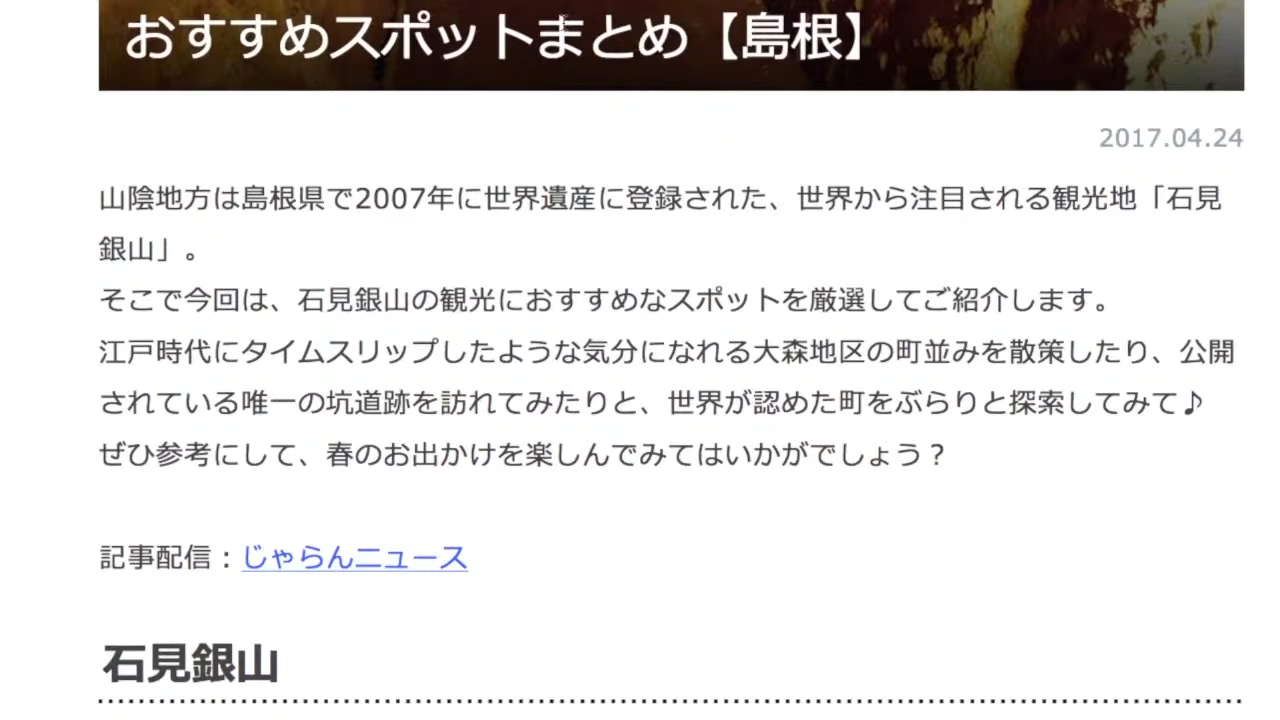 おすすめスポットまとめ【島根】
2017.04.24
山陰地方は島根県で2007年に世界遺産に登録された、世界から注目される観光地「石見
銀山」。
そこで今回は、石見銀山の観光におすすめなスポットを厳選してご紹介します。
江戸時代にタイムスリップしたような気分になれる大森地区の町並みを散策したり、公開
されている唯一の坑道跡を訪れてみたりと、世界が認めた町をぶらりと探索してみて♪
ぜひ参考にして、春のお出かけを楽しんでみてはいかがでしょう？
記事配信：じゃらんニュース
石見銀山